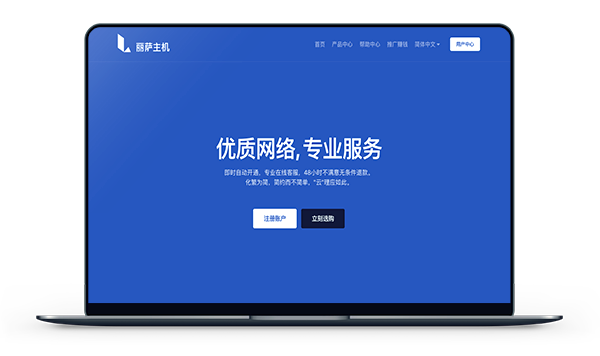 丽萨主机
首页 产品中心 帮助中心 推广赚钱 简体中文 用户中心
优质网络, 专业服务
即时自动开通、专业在线客服，48小时不满意无条件退款。
化繁为简，简约而不简单，"云"理应如此。
注册账户 立刻选购